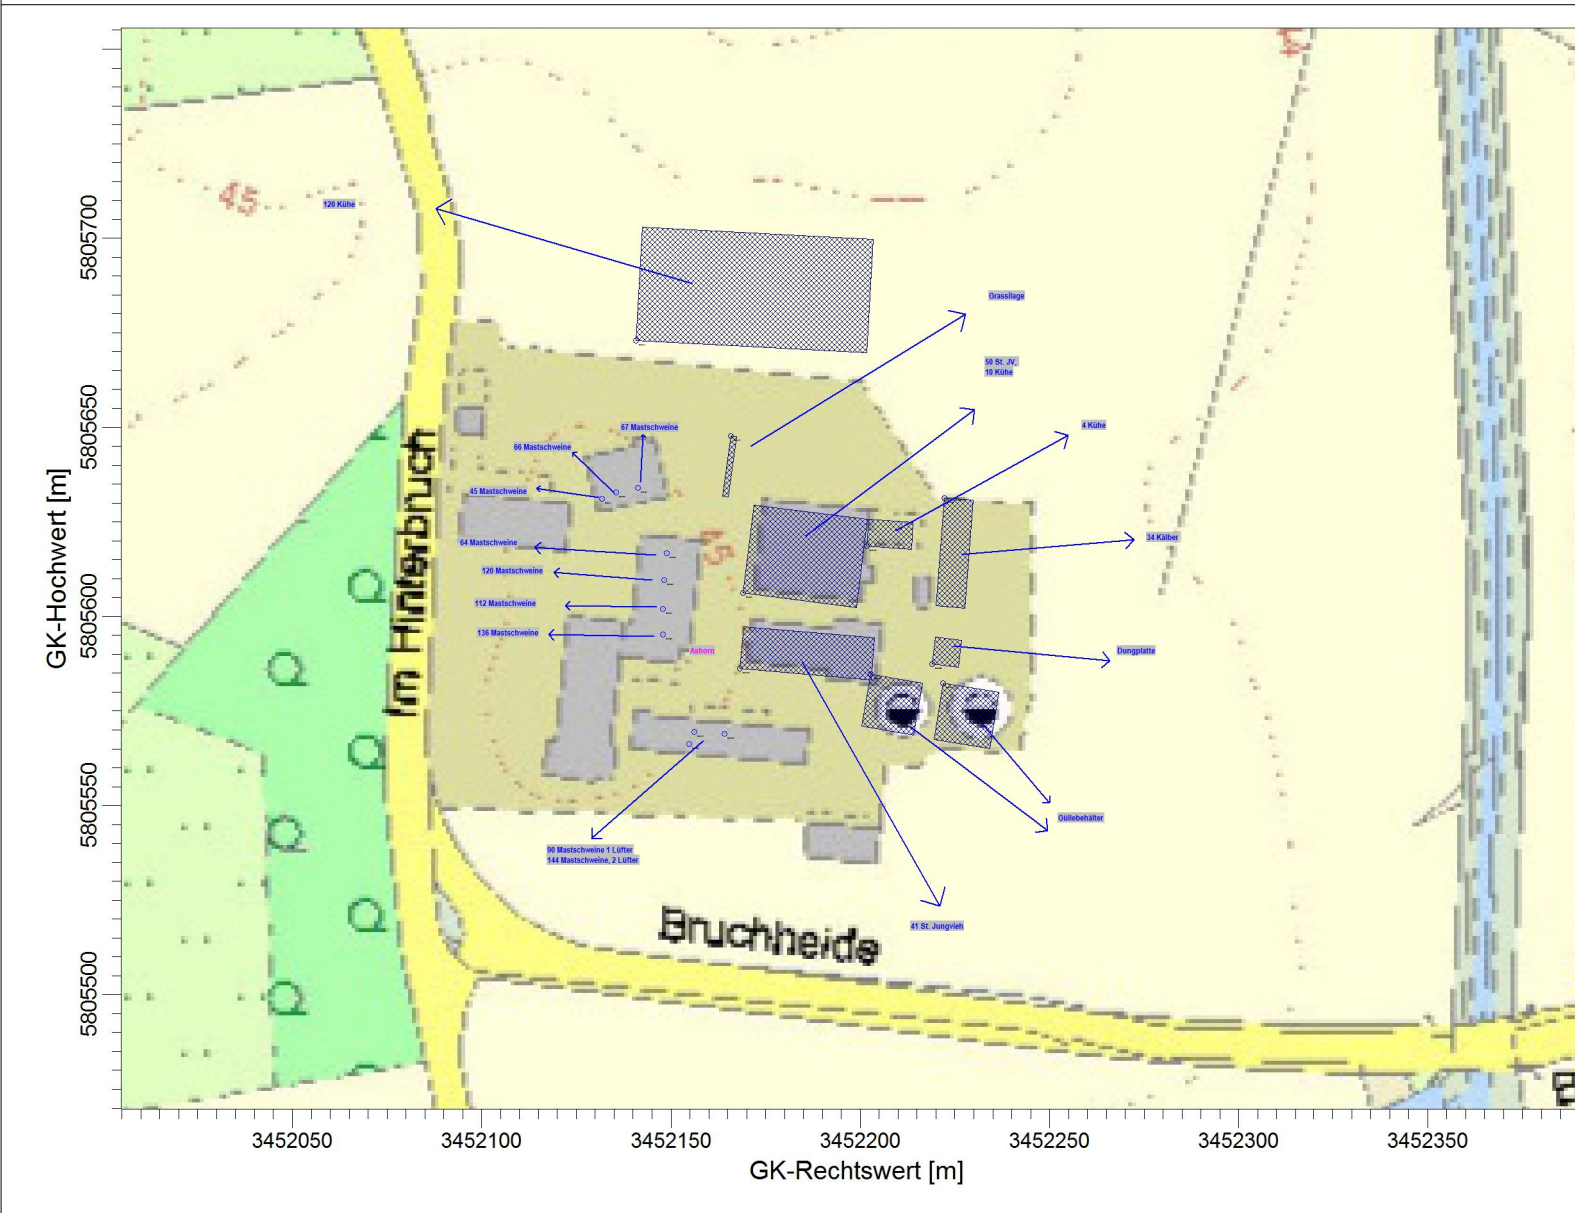 GK-Hochwert [m]
5805700
5805650
5805600
5805550
5805500
45
120 Kühe
Grassilage
50 St. JV,
10 Kühe
4 Kühe
67 Mastschweine
66 Mastschweine
45 Mastschweine
34 Kälber
64 Mastschweine
45
120 Mastschweine
112 Mastschweine
136 Mastschweine
Ashorn
Dungplatte
Im Hinterbruch
Güllebehälter
90 Mastschweine 1 Lüfter
144 Mastschweine, 2 Lüfter
41 St. Jungvieh
Bruchheide
3452050
3452100
3452150
3452200
3452250
3452300
3452350
GK-Rechtswert [m]